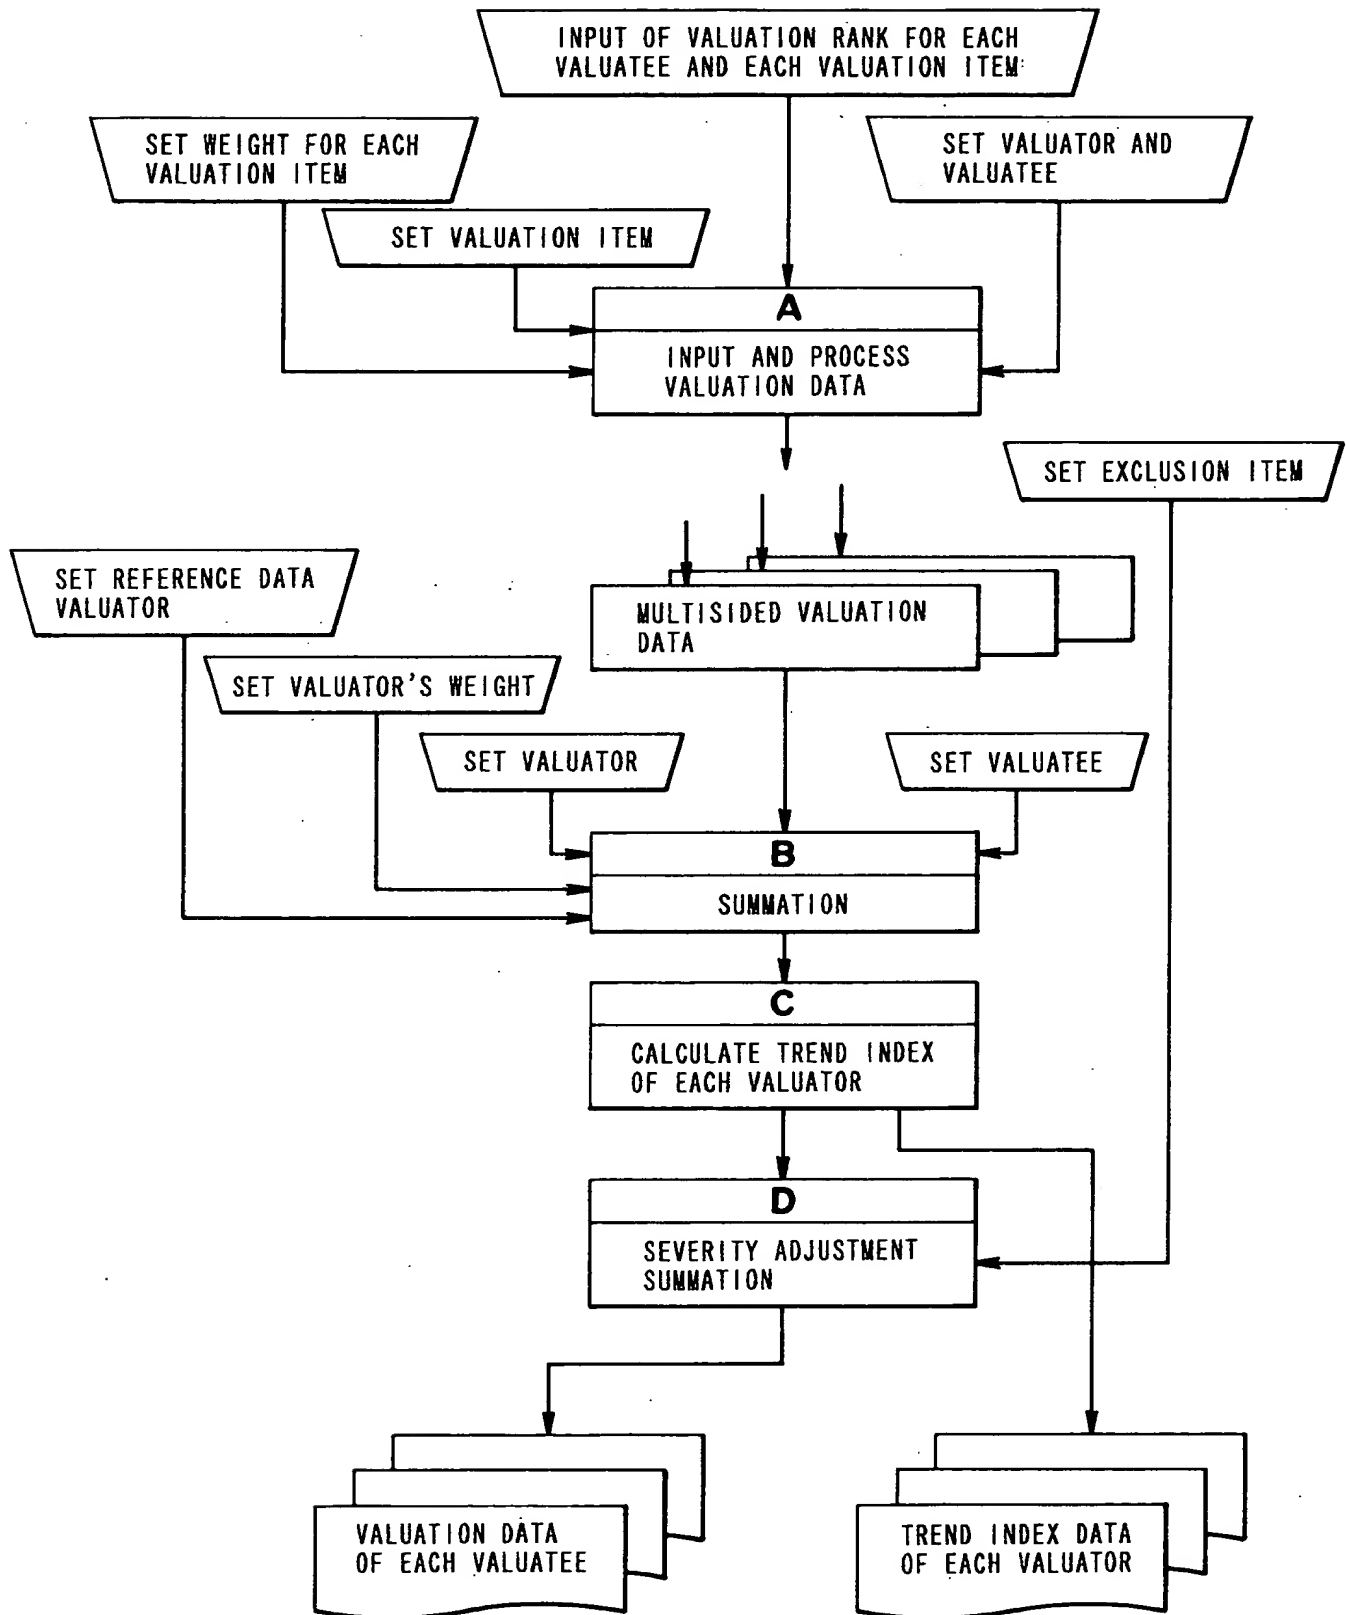 INPUT OF VALUATION RANK FOR EACH
VALUATEE AND EACH VALUATION ITEM
SET WEIGHT FOR EACH
VALUATION ITEM
SET VALUATOR AND
VALUATEE
SET VALUATION ITEM
A
INPUT AND PROCESS
VALUATION DATA
SET EXCLUSION ITEM
SET REFERENCE DATA
VALUATOR
MULTISIDED VALUATION
DATA
SET VALUATOR'S WEIGHT
SET VALUATOR
SET VALUATEE
B
SUMMATION
C
CALCULATE TREND INDEX
OF EACH VALUATOR
D
SEVERITY ADJUSTMENT
SUMMATION
VALUATION DATA
OF EACH VALUATEE
TREND INDEX DATA
OF EACH VALUATOR